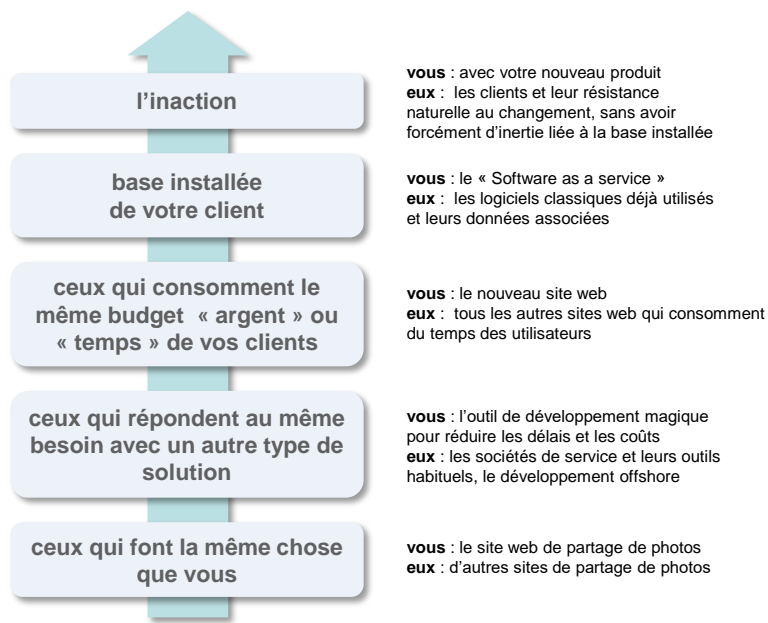 l'inaction
vous : avec votre nouveau produit
eux : les clients et leur résistance
naturelle au changement, sans avoir
forcément d'inertie liée à la base installée
base installée
de votre client
vous : le « Software as a service »
eux : les logiciels classiques déjà utilisés
et leurs données associées
ceux qui consomment le
même budget « argent » ou
« temps » de vos clients
vous : le nouveau site web
eux : tous les autres sites web qui consomment
du temps des utilisateurs
ceux qui répondent au même
besoin avec un autre type de
solution
vous : l'outil de développement magique
pour réduire les délais et les coûts
eux : les sociétés de service et leurs outils
habituels, le développement offshore
ceux qui font la même chose
que vous
vous : le site web de partage de photos
eux : d'autres sites de partage de photos